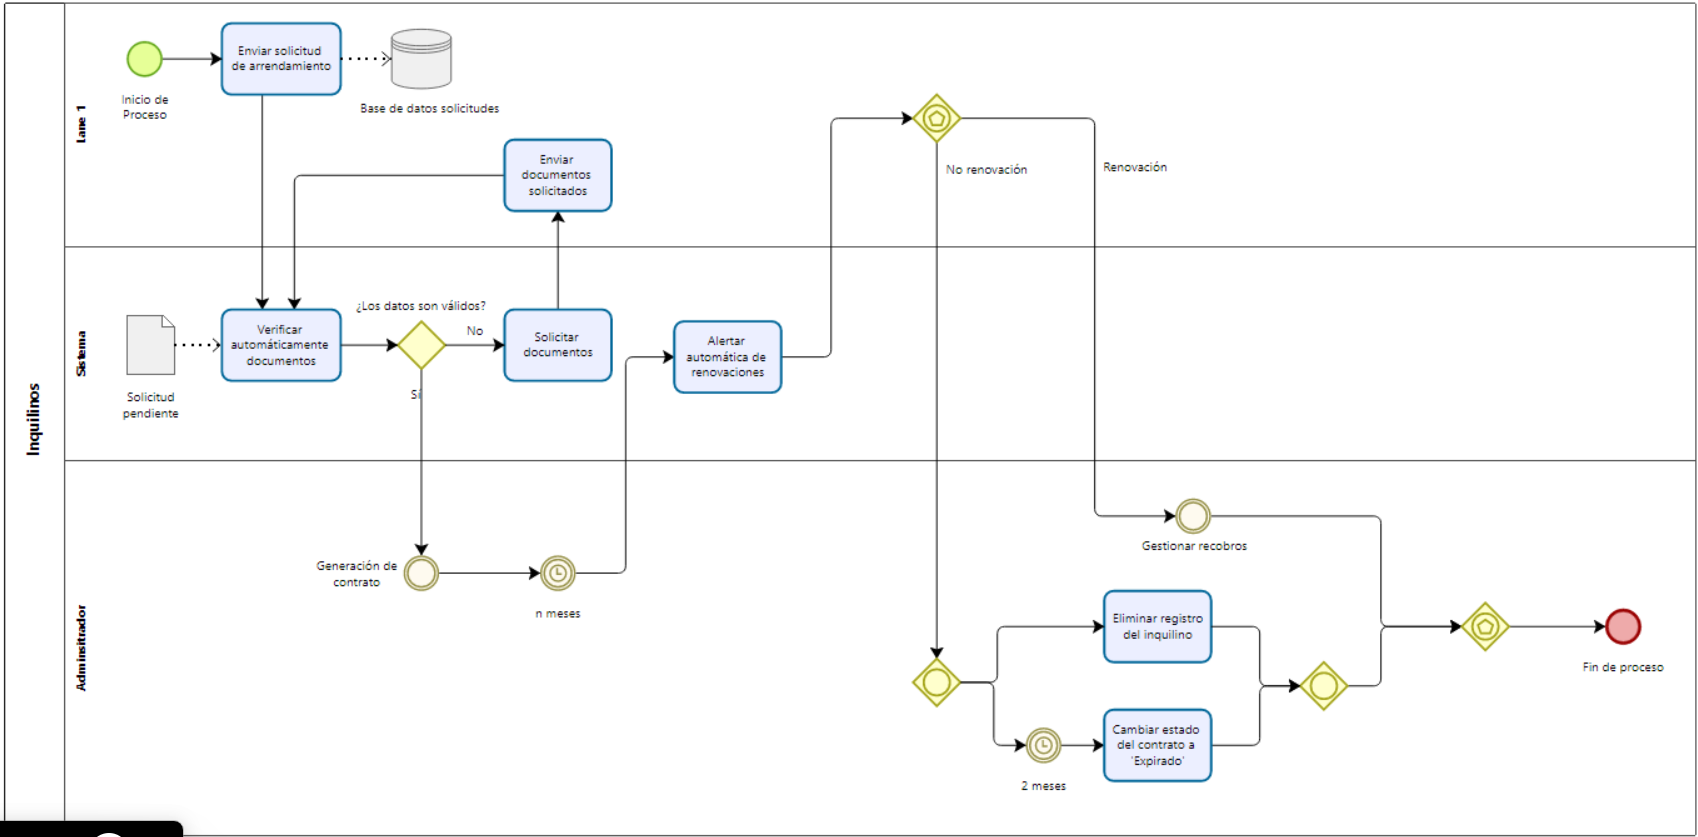 Inquilinos
Lane 1
Inicio de
Proceso
Enviar solicitud
de arrendamiento
Base de datos solicitudes
Enviar
documentos
solicitados
No renovación
Renovación
Sistema
Solicitud
pendiente
Verificar
automáticamente
documentos
¿Los datos son válidos?
No
Sí
Solicitar
documentos
Alertar
automática de
renovaciones
Adminsitrador
Generación de
contrato
n meses
Gestionar recobros
Eliminar registro
del inquilino
2 meses
Cambiar estado
del contrato a
'Expirado'
Fin de proceso